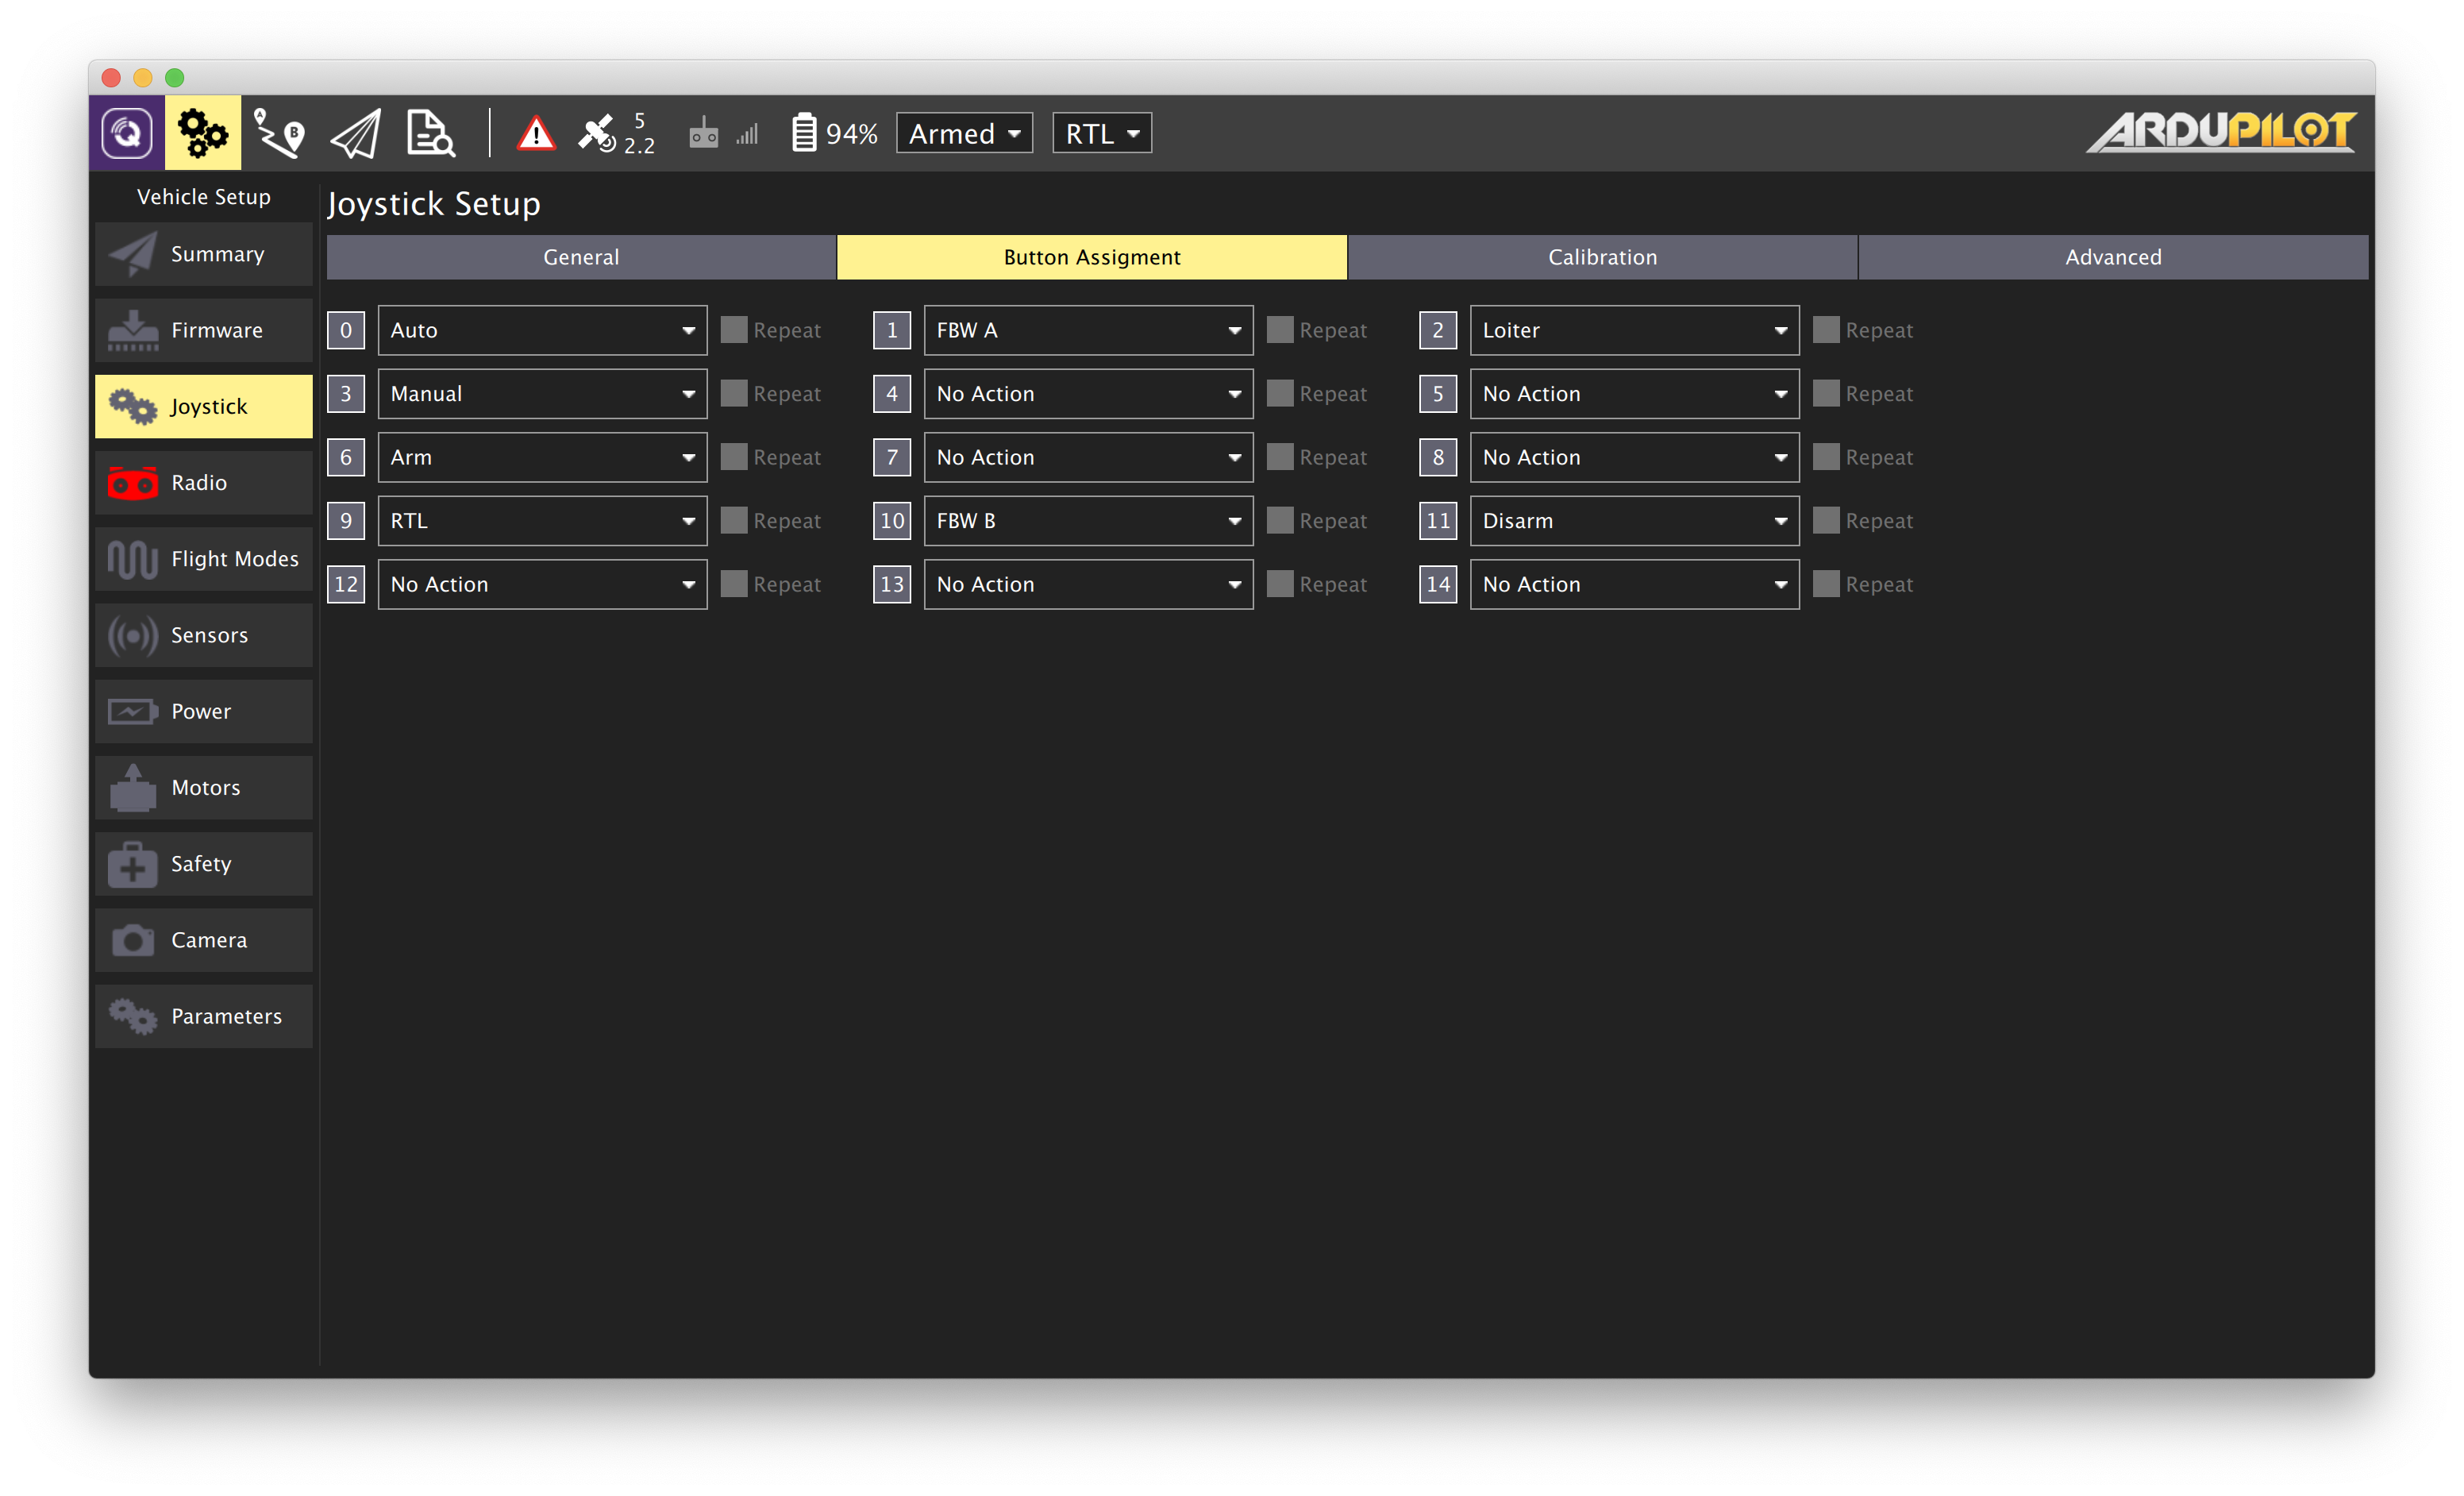 5
2.2
94%
Armed
RTL
ARDUPILOT
A
B
Vehicle Setup
Summary
Firmware
Joystick
Radio
Flight Modes
Sensors
Power
Motors
Safety
Camera
Parameters
Joystick Setup
General Button Assigment Calibration Advanced
0 Auto Repeat 1 FBW A Repeat 2 Loiter Repeat
3 Manual Repeat 4 No Action Repeat 5 No Action Repeat
6 Arm Repeat 7 No Action Repeat 8 No Action Repeat
9 RTL Repeat 10 FBW B Repeat 11 Disarm Repeat
12 No Action Repeat 13 No Action Repeat 14 No Action Repeat